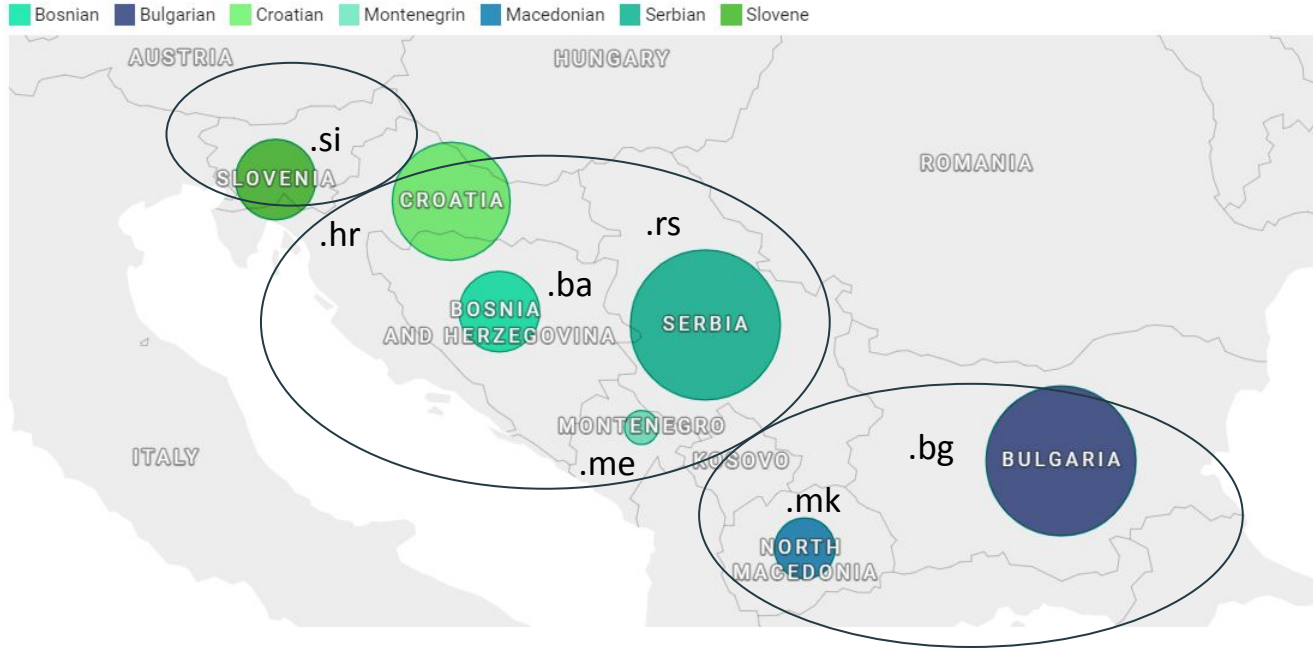 Bosnian Bulgarian Croatian Montenegrin Macedonian Serbian Slovene
AUSTRIA
HUNGARY
.si
SLOVENIA
ROMANIA
CROATIA
.hr
.rs
.ba
BOSNIA
AND HERZEGOVINA
SERBIA
MONTENEGRO
.me
KOSOVO
ITALY
.bg
BULGARIA
.mk
NORTH
MACEDONIA